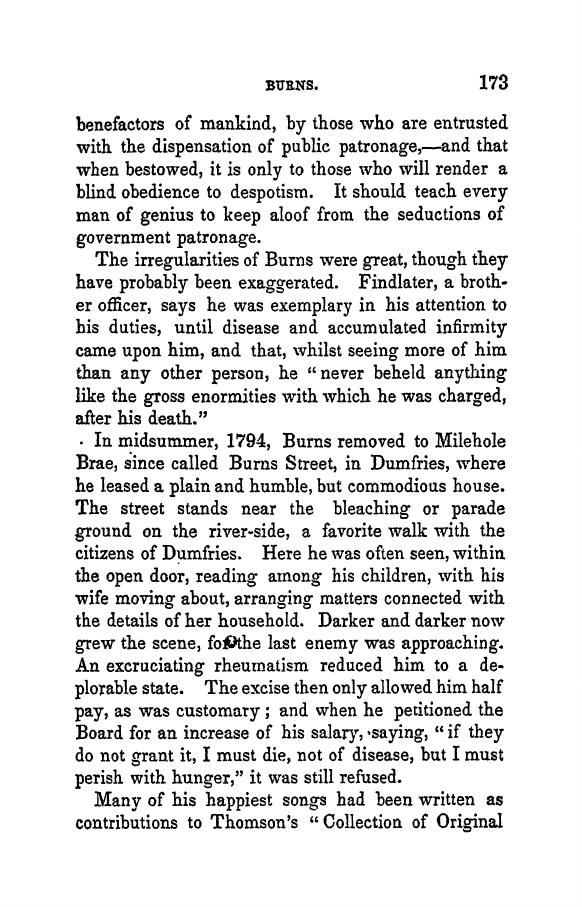 BURNS. 173
benefactors of mankind, by those who are entrusted
with the dispensation of public patronage,—and that
when bestowed, it is only to those who will render a
blind obedience to despotism. It should teach every
man of genius to keep aloof from the seductions of
government patronage.
The irregularities of Burns were great, though they
have probably been exaggerated. Findlater, a broth-
er officer, says he was exemplary in his attention to
his duties, until disease and accumulated infirmity
came upon him, and that, whilst seeing more of him
than any other person, he “never beheld anything
like the gross enormities with which he was charged,
after his death.”
In midsummer, 1794, Burns removed to Milehole
Brae, since called Burns Street, in Dumfries, where
he leased a plain and humble, but commodious house.
The street stands near the bleaching or parade
ground on the river-side, a favorite walk with the
citizens of Dumfries. Here he was often seen, within
the open door, reading among his children, with his
wife moving about, arranging matters connected with
the details of her household. Darker and darker now
grew the scene, for the last enemy was approaching.
An excruciating rheumatism reduced him to a de-
plorable state. The excise then only allowed him half
pay, as was customary; and when he petitioned the
Board for an increase of his salary, saying, “if they
do not grant it, I must die, not of disease, but I must
perish with hunger,” it was still refused.
Many of his happiest songs had been written as
contributions to Thomson's “Collection of Original